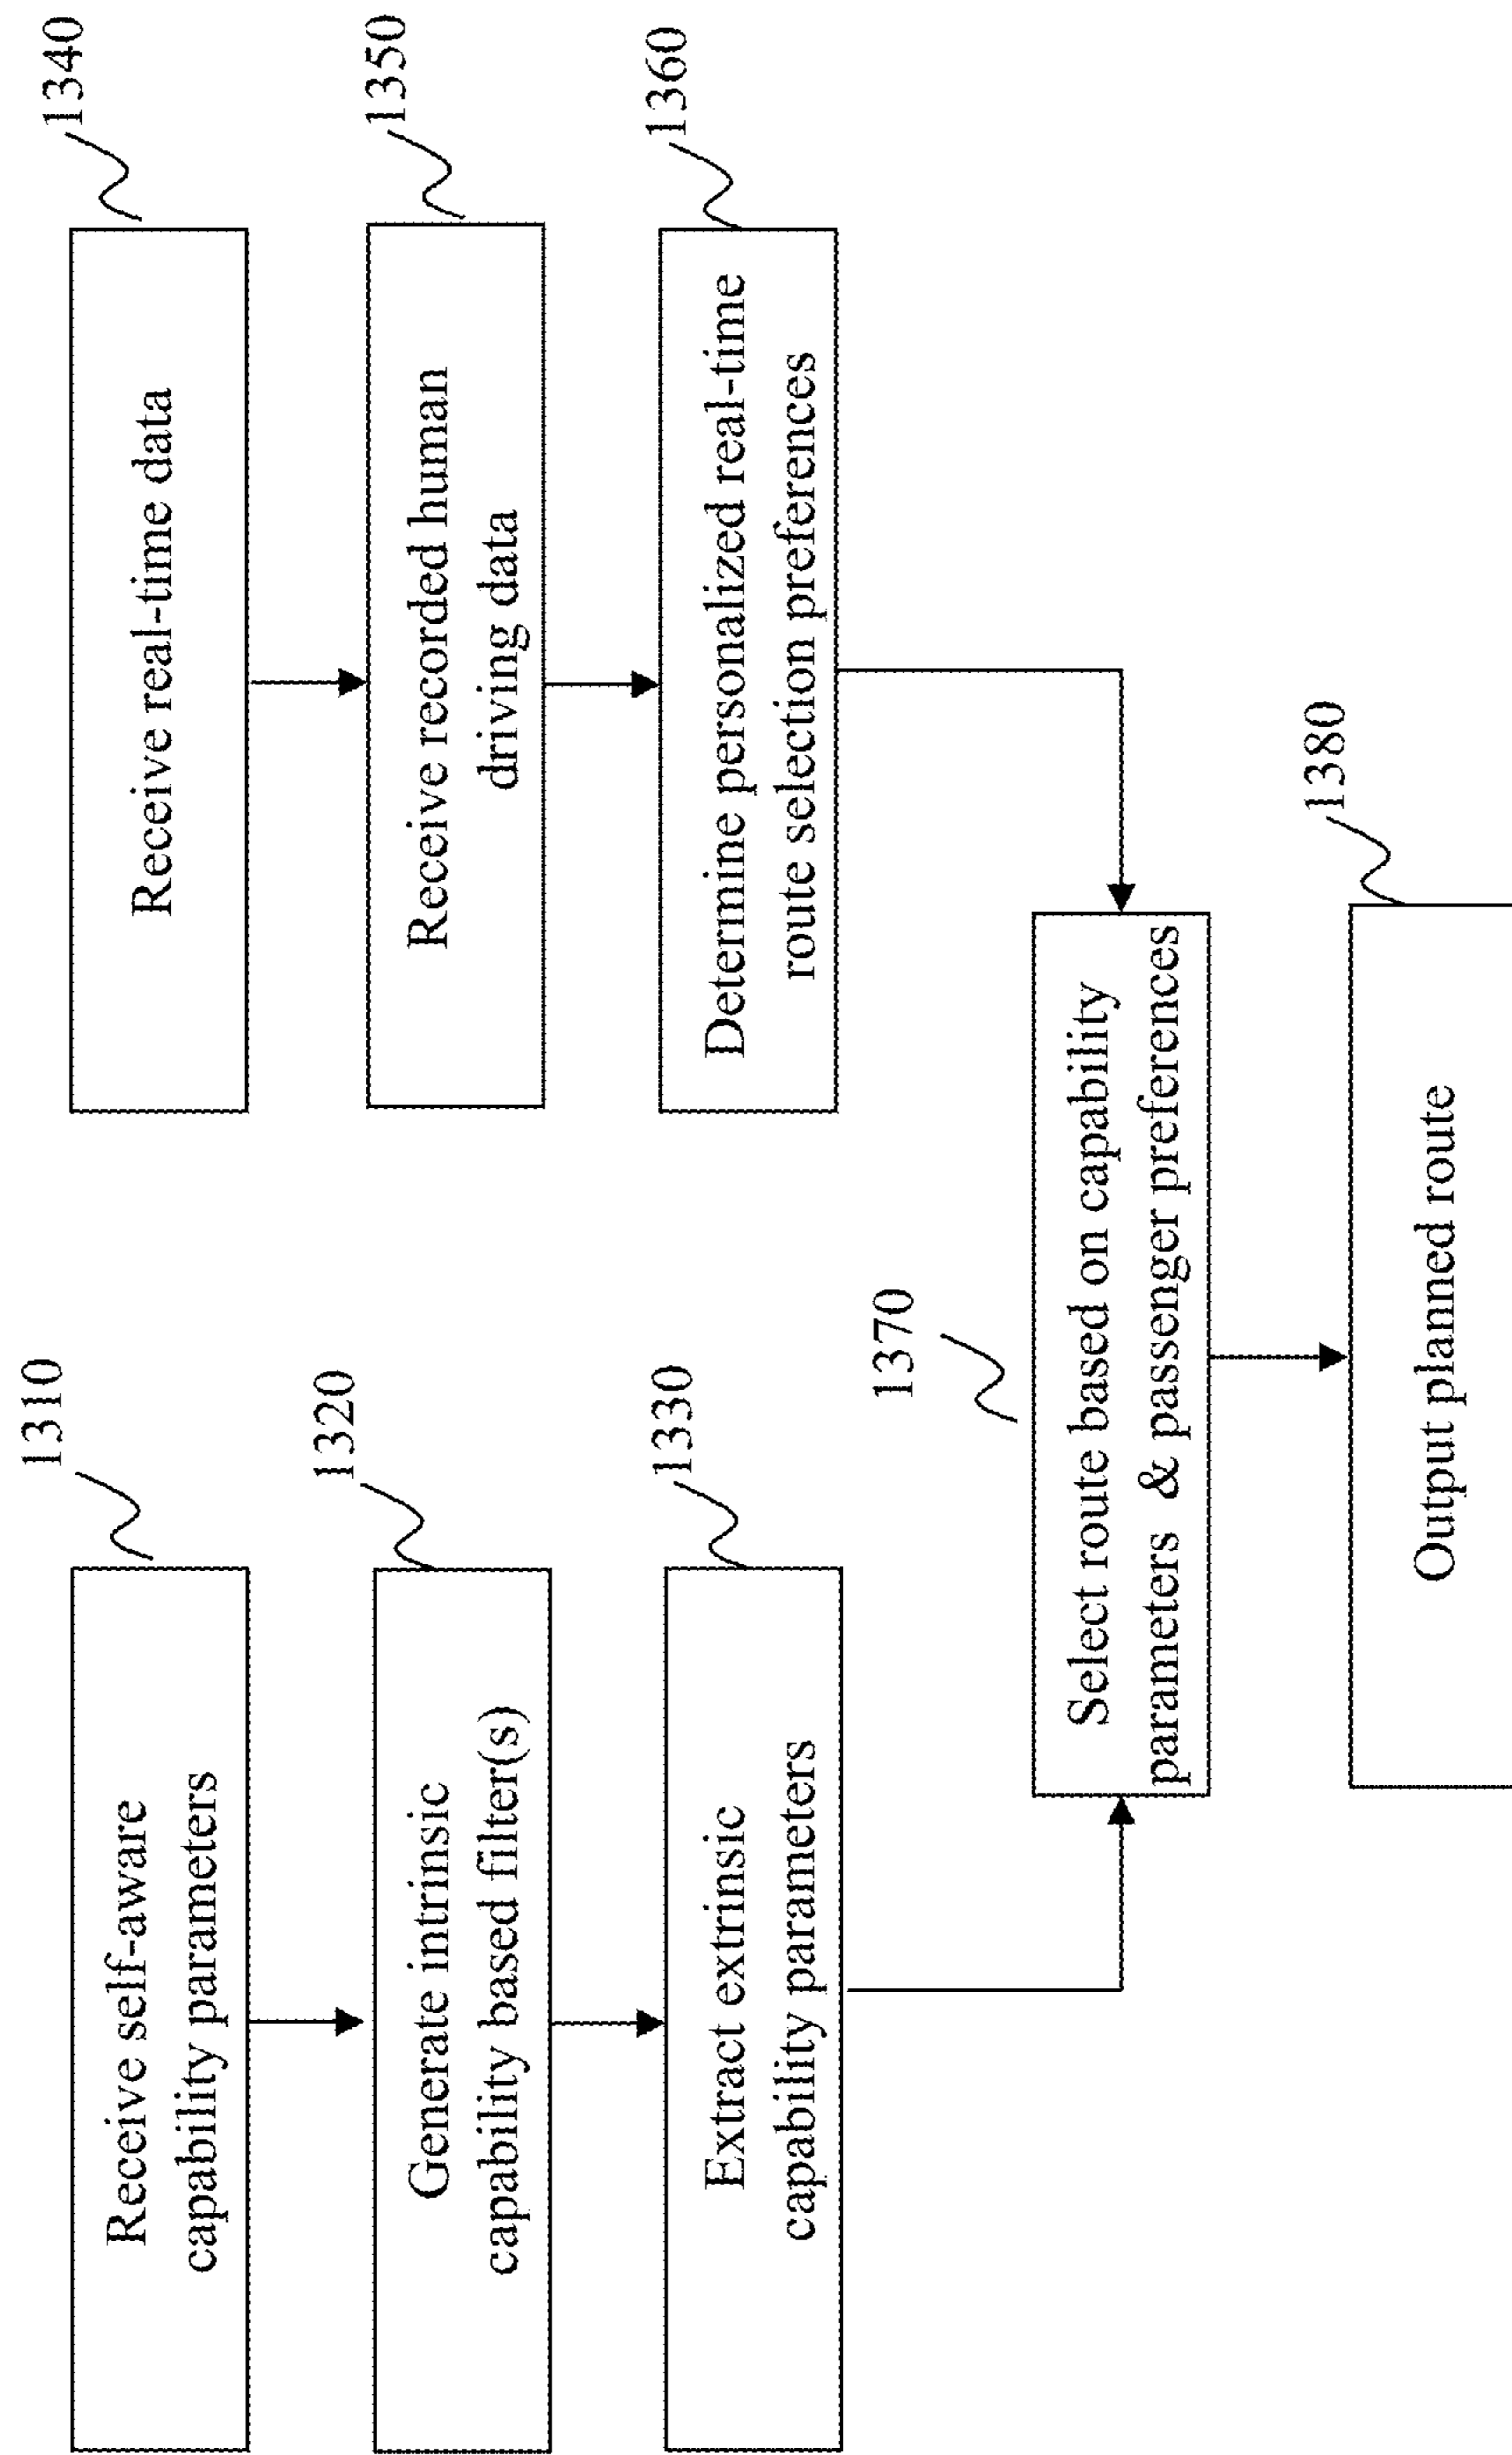 1310
Receive self-aware
capability parameters
1320
Generate intrinsic
capability based filter(s)
1330
Extract extrinsic
capability parameters
1340
Receive real-time data
1350
Receive recorded human
driving data
1360
Determine personalized real-time
route selection preferences
1370
Select route based on capability
parameters & passenger preferences
1380
Output planned route